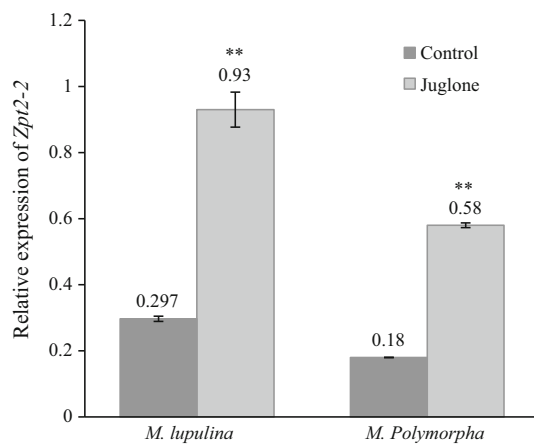 1.2
1
0.8
0.6
0.4
0.2
0
Relative expression of Zpt2-2
Control
Juglone
**
0.93
0.297
**
0.58
0.18
M. lupulina
M. Polymorpha